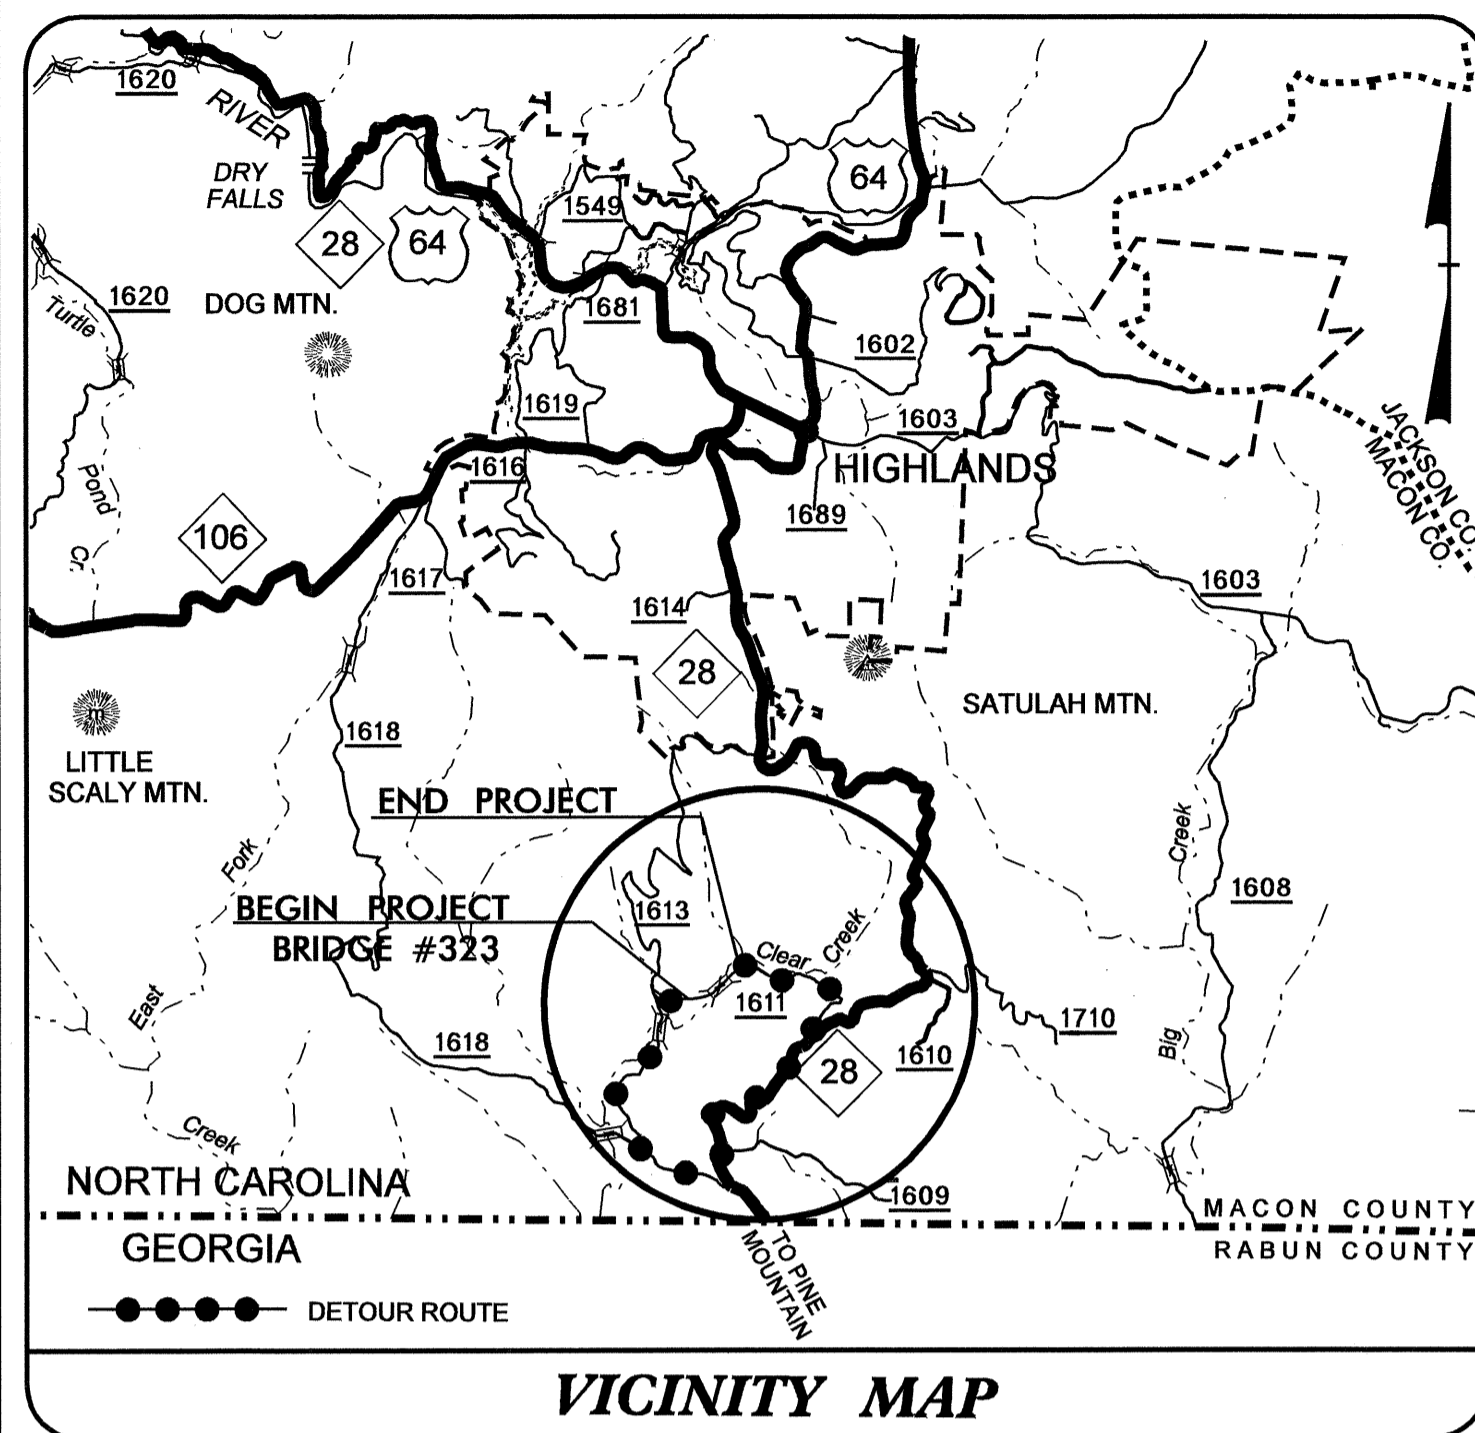 1620
RIVER
DRY
FALLS
28
64
1549
64
1620
Turtle
DOG MTN.
1681
1602
1619
1603
JACKSON CO.
MACON CO.
1616
HIGHLANDS
Pond
1689
106
Cr.
1617
1603
1614
28
m
SATULAH MTN.
1618
LITTLE
SCALY MTN.
END PROJECT
Fork
Creek
1608
BEGIN PROJECT
BRIDGE #323
1613
Clear Creek
1611
East
1710
Big
1618
1610
28
Creek
NORTH CAROLINA
1609
MACON COUNTY
GEORGIA
RABUN COUNTY
TO PINE
MOUNTAIN
DETOUR ROUTE
VICINITY MAP